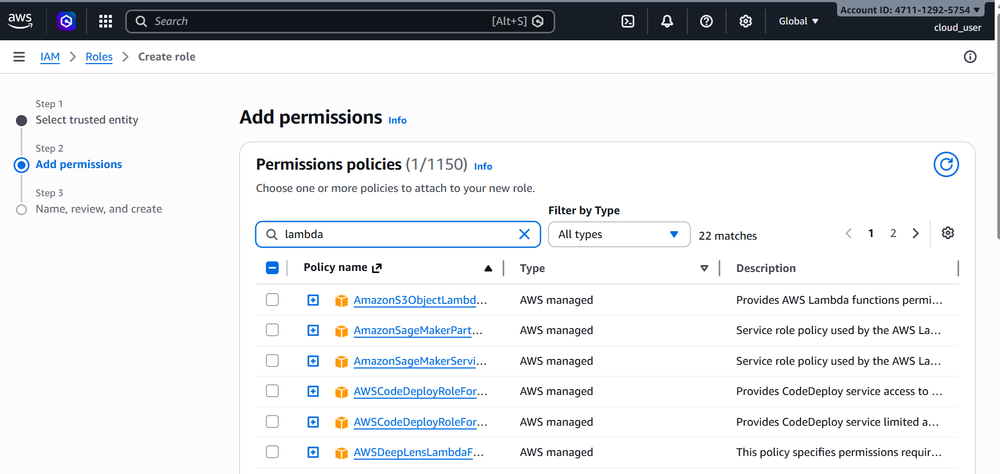 aws
Search
[Alt+S]
Global
Account ID: 4711-1292-5754
cloud_user
IAM
Roles
Create role
Step 1
Select trusted entity
Step 2
Add permissions
Step 3
Name, review, and create
Add permissions Info
Permissions policies (1/1150) Info
Choose one or more policies to attach to your new role.
Filter by Type
lambda
All types
22 matches
1 2
Policy name Type Description
AmazonS3ObjectLambd... AWS managed Provides AWS Lambda functions permi...
AmazonSageMakerPart... AWS managed Service role policy used by the AWS La...
AmazonSageMakerServi... AWS managed Service role policy used by the AWS La...
AWSCodeDeployRoleFor... AWS managed Provides CodeDeploy service access to ...
AWSCodeDeployRoleFor... AWS managed Provides CodeDeploy service limited a...
AWSDeepLensLambdaF... AWS managed This policy specifies permissions requir...